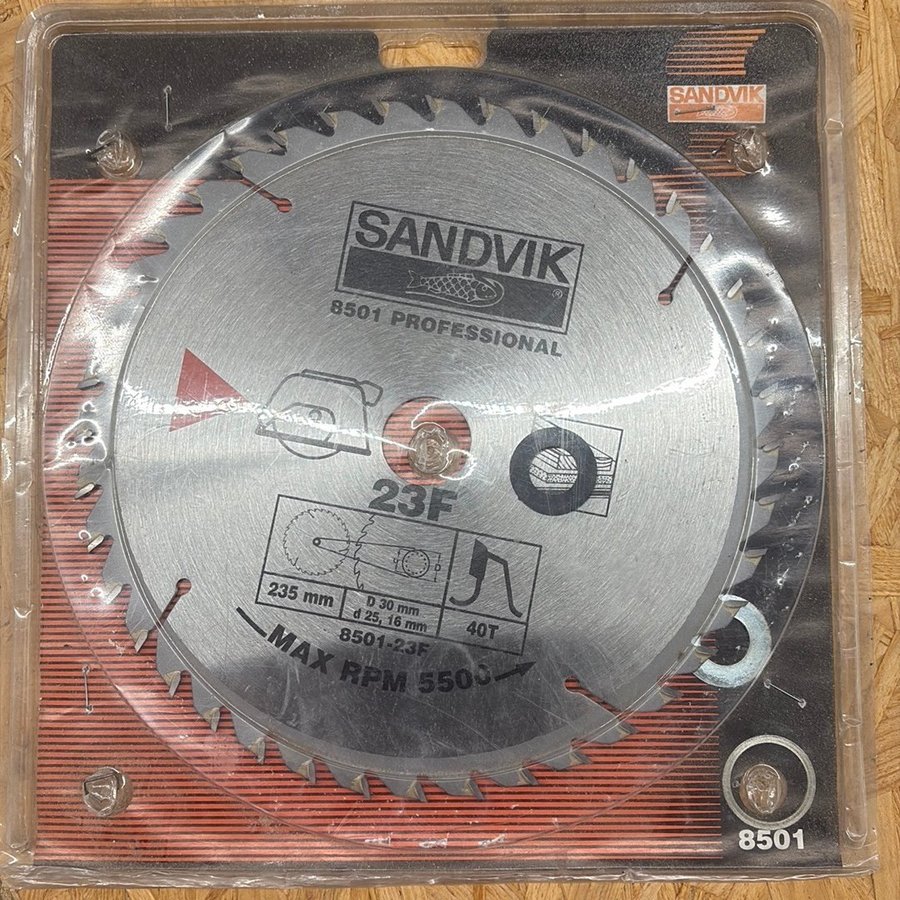 SANDVIK
SANDVIK
®
8501 PROFESSIONAL
23F
235 mm
D 30 mm
d 25, 16 mm
40T
8501-23F
MAX RPM 5500
8501